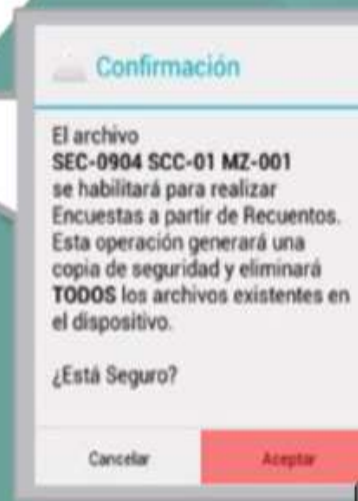 Confirmación
El archivo
SEC-0904 SCC-01 MZ-001
se habilitará para realizar
Encuestas a partir de Recuentos.
Esta operación generará una
copia de seguridad y eliminará
TODOS los archivos existentes en
el dispositivo.
¿Está Seguro?
Cancelar
Aceptar